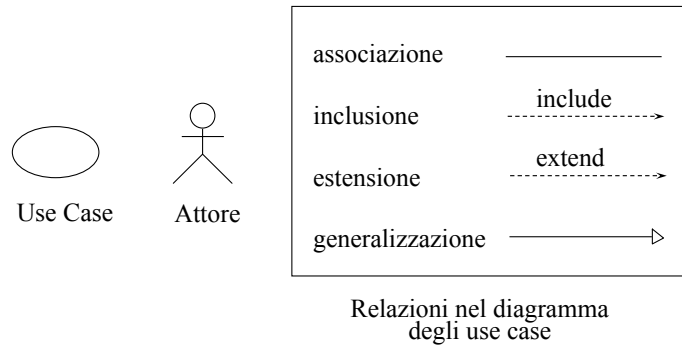 Use Case
Attore
associazione
inclusione include
estensione extend
generalizzazione
Relazioni nel diagramma
degli use case